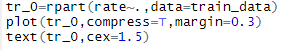 tr_0=rpart(rate~.,data=train_data)
plot(tr_0,compress=T,margin=0.3)
text(tr_0,cex=1.5)